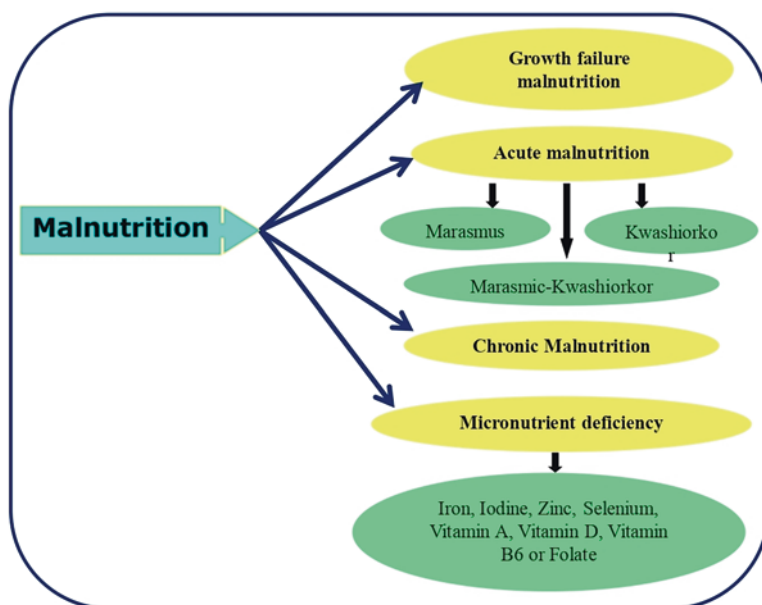 Growth failure
malnutrition
Acute malnutrition
Malnutrition
Marasmus
Kwashiorko
r
Marasmic-Kwashiorkor
Chronic Malnutrition
Micronutrient deficiency
Iron, Iodine, Zinc, Selenium,
Vitamin A, Vitamin D, Vitamin
B6 or Folate